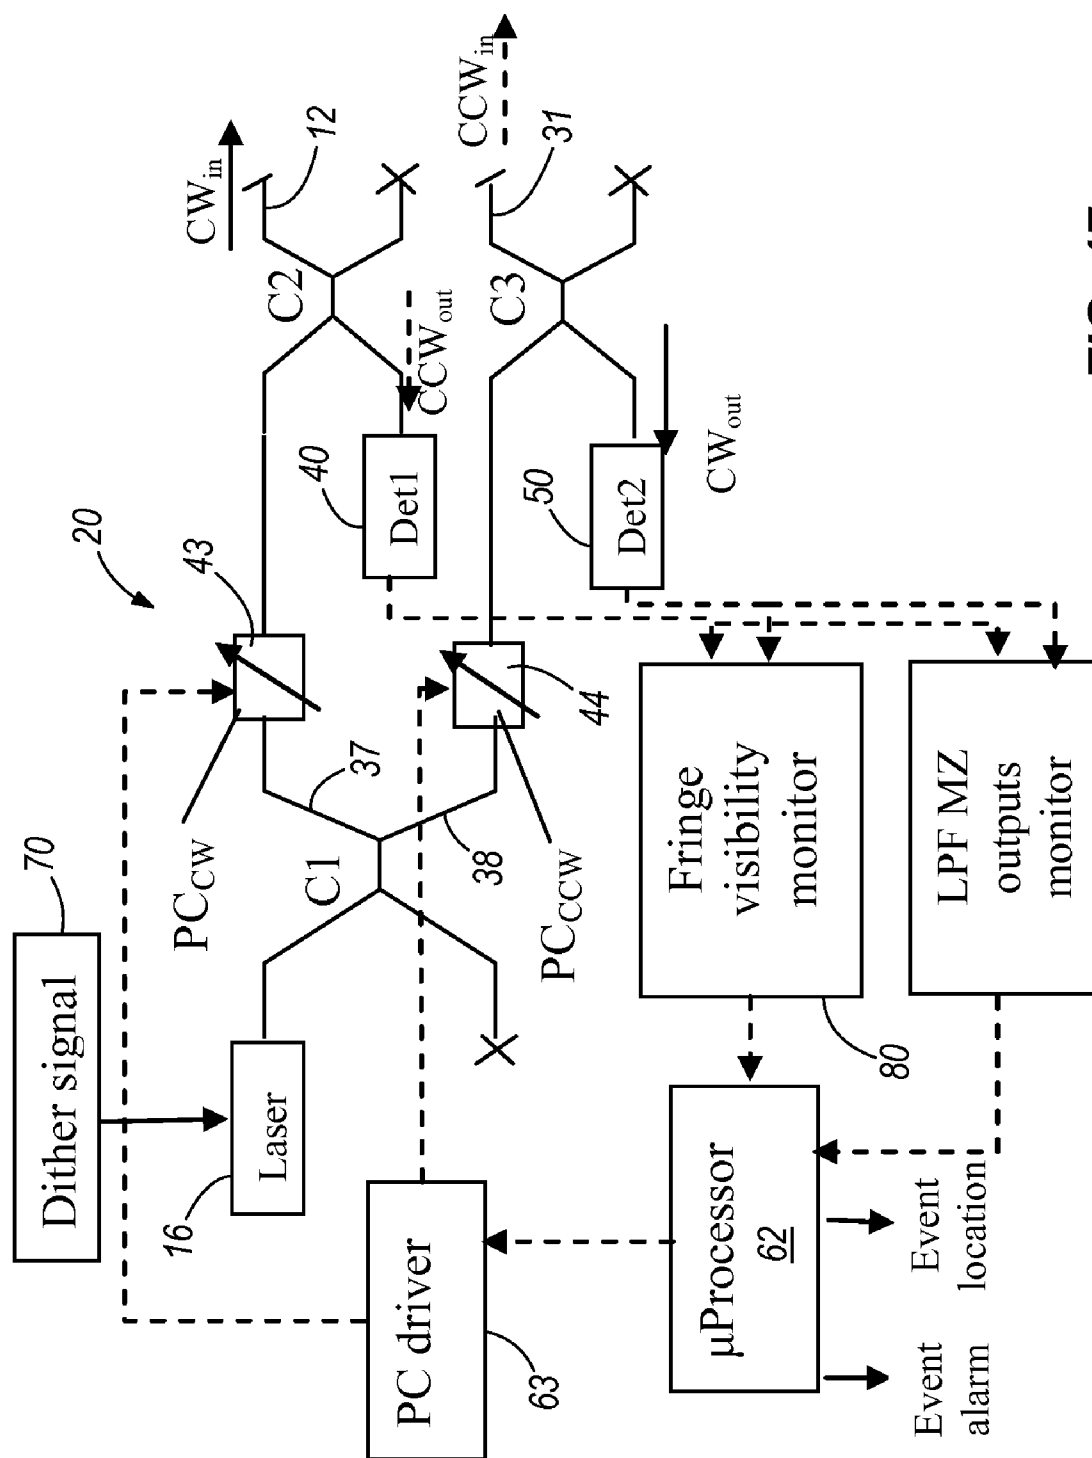 Dither signal
70
20
Laser
16
C1
37
38
PC_CW
43
PC_CCW
44
C2
CW_in
12
C3
CCW_in
31
Det1
40
CCW_out
Det2
50
CW_out
PC driver
63
µProcessor
62
Fringe
visibility
monitor
80
LPF MZ
outputs
monitor
Event
alarm
Event
location